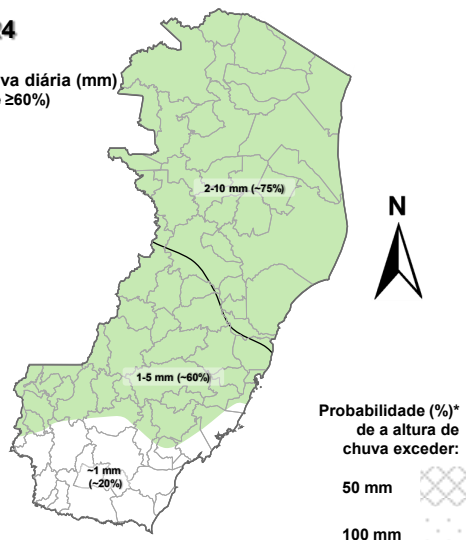 24
va diária (mm)
≥60%)
2-10 mm (~75%)
N
1-5 mm (~60%)
~1 mm
(~20%)
Probabilidade (%)*
de a altura de
chuva exceder:
50 mm
100 mm